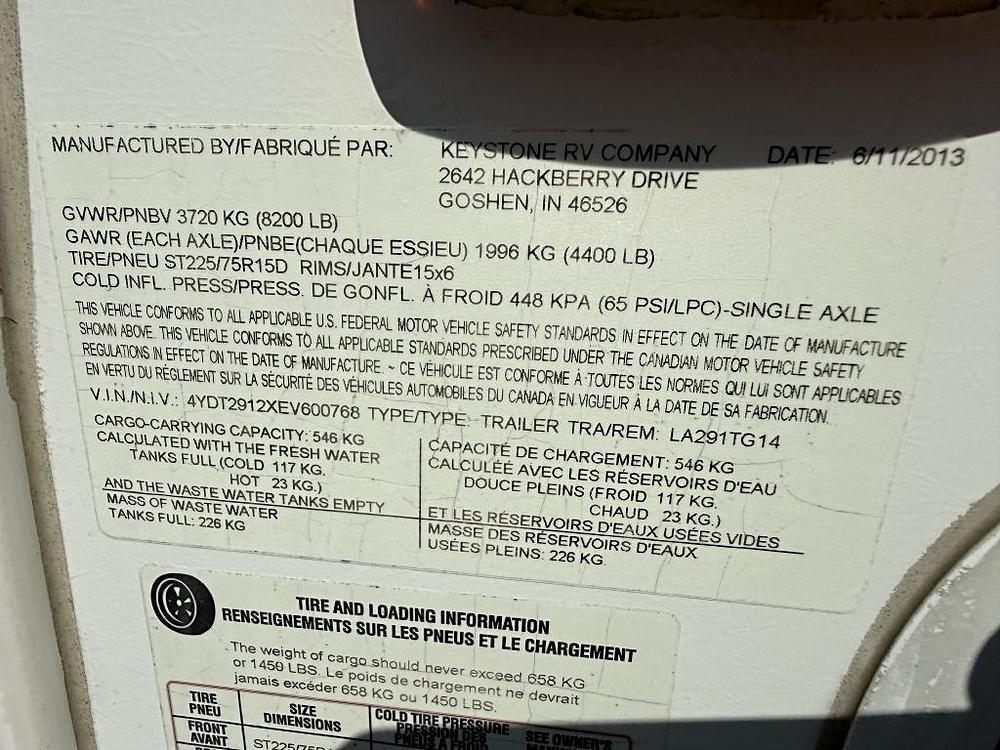 MANUFACTURED BY/FABRIQUÉ PAR: KEYSTONE RV COMPANY DATE: 6/11/2013
2642 HACKBERRY DRIVE
GOSHEN, IN 46526
GVWR/PNBV 3720 KG (8200 LB)
GAWR (EACH AXLE)/PNBE(CHAQUE ESSIEU) 1996 KG (4400 LB)
TIRE/PNEU ST225/75R15D RIMS/JANTE15x6
COLD INFL. PRESS/PRESS. DE GONFL. À FROID 448 KPA (65 PSI/LPC)-SINGLE AXLE
THIS VEHICLE CONFORMS TO ALL APPLICABLE U.S. FEDERAL MOTOR VEHICLE SAFETY STANDARDS IN EFFECT ON THE DATE OF MANUFACTURE
SHOWN ABOVE. THIS VEHICLE CONFORMS TO ALL APPLICABLE STANDARDS PRESCRIBED UNDER THE CANADIAN MOTOR VEHICLE SAFETY
REGULATIONS IN EFFECT ON THE DATE OF MANUFACTURE. ~ CE VÉHICULE EST CONFORME À TOUTES LES NORMES QUI LUI SONT APPLICABLES
EN VERTU DU RÈGLEMENT SUR LA SÉCURITÉ DES VÉHICULES AUTOMOBILES DU CANADA EN VIGUEUR À LA DATE DE SA FABRICATION.
V.I.N./N.I.V.: 4YDT2912XEV600768 TYPE/TYPE: TRAILER TRA/REM: LA291TG14
CARGO-CARRYING CAPACITY: 546 KG
CALCULATED WITH THE FRESH WATER
TANKS FULL (COLD 117 KG.
HOT 23 KG.)
AND THE WASTE WATER TANKS EMPTY
MASS OF WASTE WATER
TANKS FULL: 226 KG
CAPACITÉ DE CHARGEMENT: 546 KG
CALCULÉE AVEC LES RÉSERVOIRS D'EAU
DOUCE PLEINS (FROID 117 KG.
CHAUD 23 KG.)
ET LES RÉSERVOIRS D'EAUX USÉES VIDES
MASSE DES RÉSERVOIRS D'EAUX
USÉES PLEINS: 226 KG.
TIRE AND LOADING INFORMATION
RENSEIGNEMENTS SUR LES PNEUS ET LE CHARGEMENT
The weight of cargo should never exceed 658 KG
or 1450 LBS. Le poids de chargement ne devrait
jamais excéder 658 KG ou 1450 LBS.
TIRE
PNEU
SIZE
DIMENSIONS
COLD TIRE PRESSURE
PRESSION DES
PNEUS À FROID
SEE OWNER'S
FRONT
AVANT